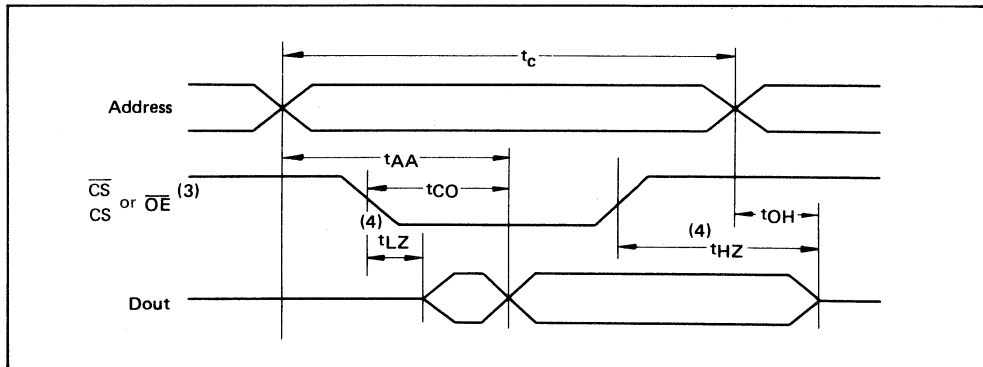 tc
Address
tAA
CS or OE (3)
CS
tCO
tOH
(4)
tLZ
(4)
tHZ
Dout